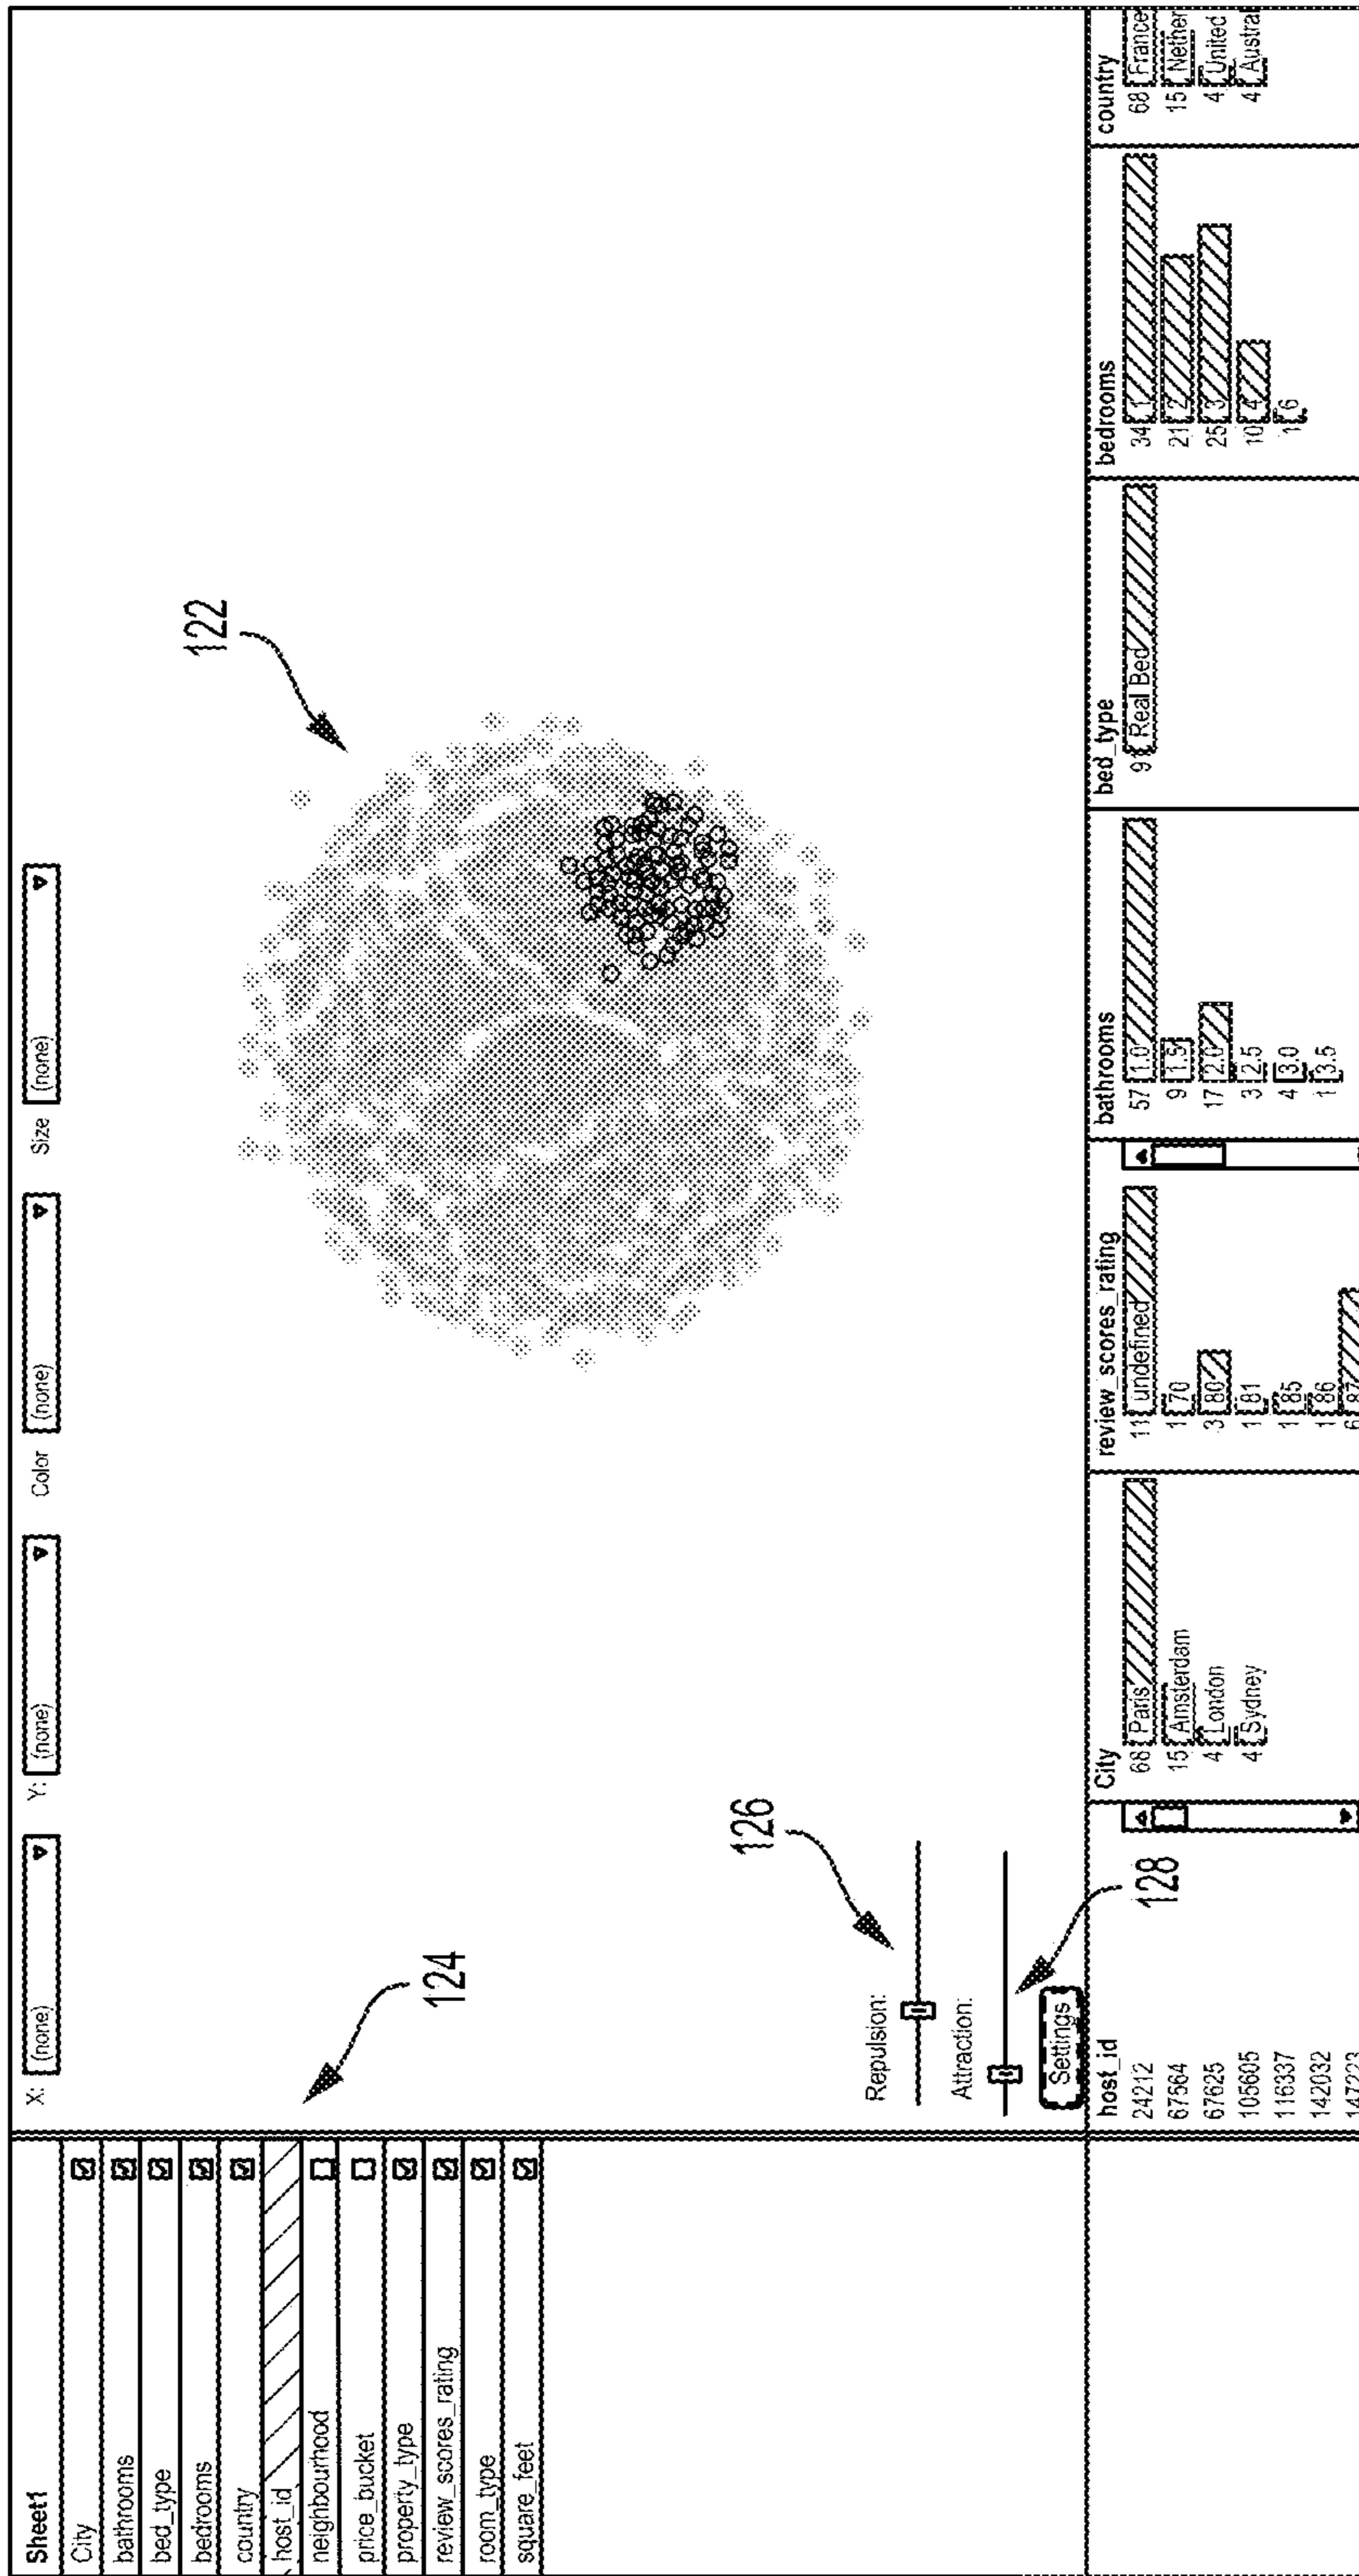 Sheet1
City
bathrooms
bed_type
bedrooms
country
host_id
neighbourhood
price_bucket
property_type
review_scores_rating
room_type
square_feet
X: (none)
Y: (none)
Color (none)
Size (none)
122
124
126
128
Repulsion:
Attraction:
Settings
host_id
24212
67564
67625
105605
116337
142032
147223
City
68 Paris
15 Amsterdam
4 London
4 Sydney
review_scores_rating
11 undefined
1 70
3 80
1 81
1 85
1 86
6 87
bathrooms
57 1.0
9 1.5
17 2.0
3 2.5
4 3.0
1 3.5
bed_type
91 Real Bed
bedrooms
34 1
21 2
25 3
10 4
1 6
country
68 France
15 Nether
4 United
4 Austra